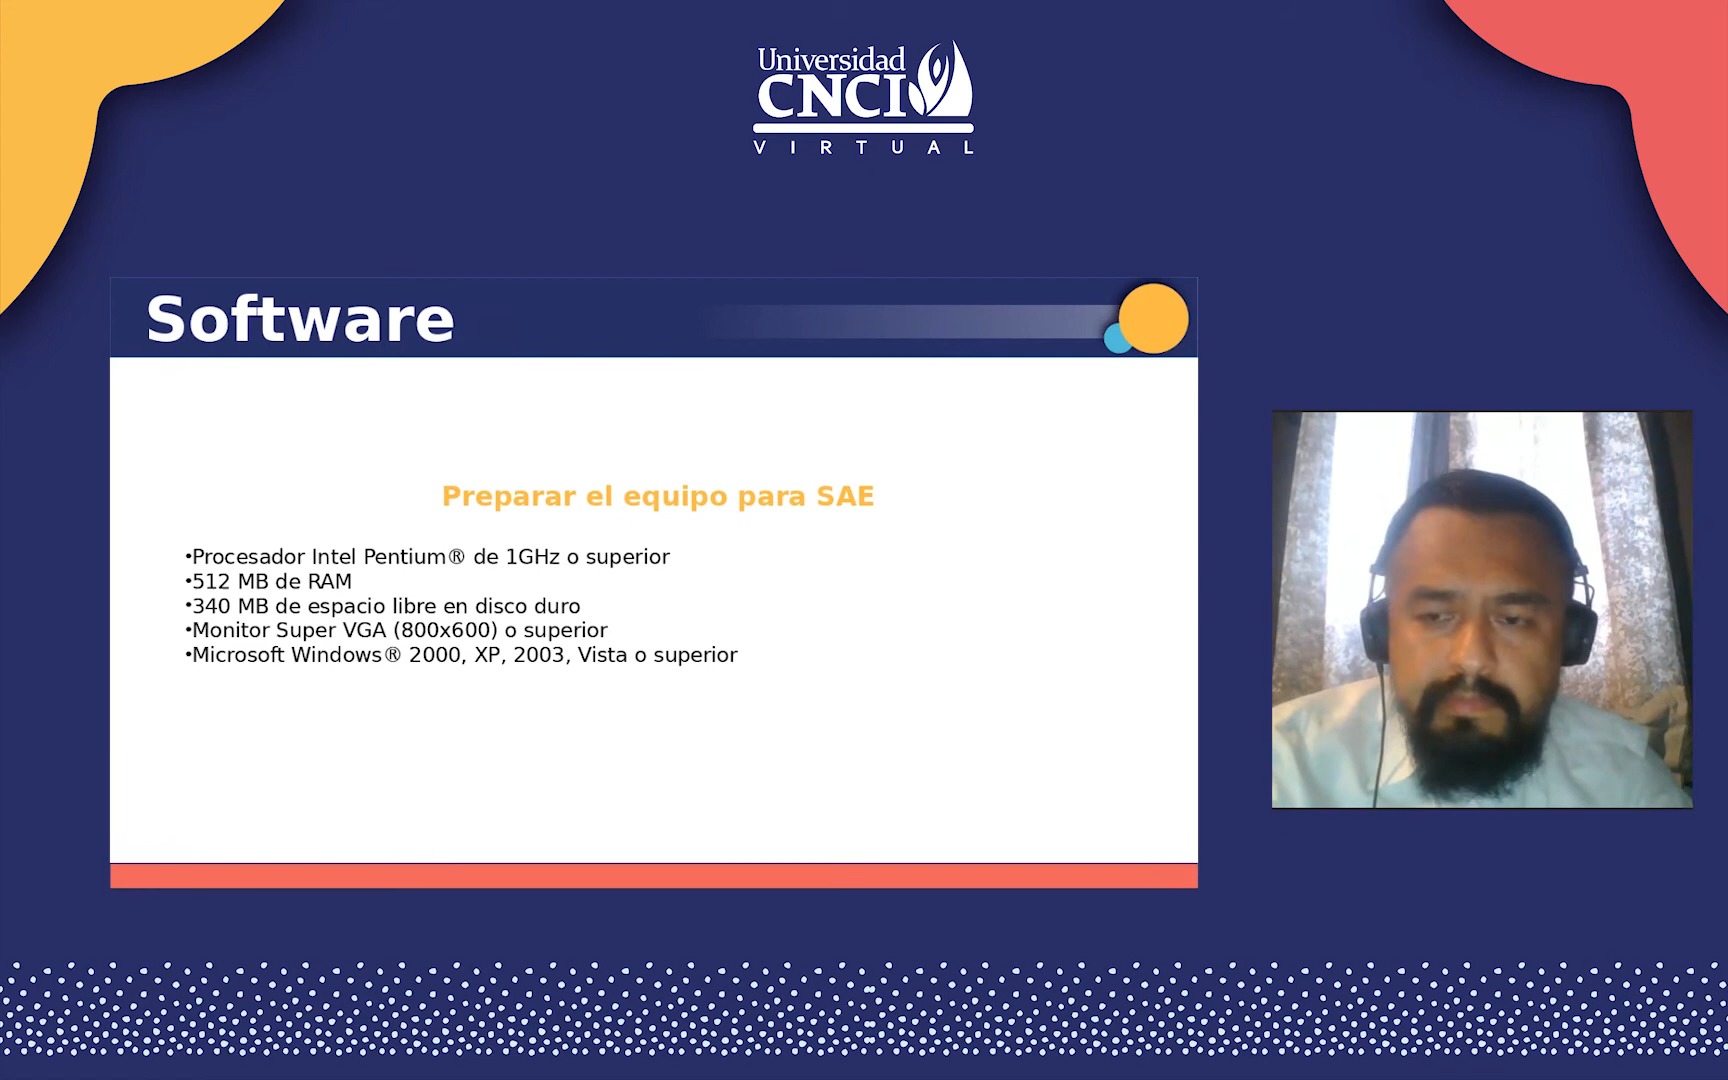 Universidad
CNCI
VIRTUAL
Software
Preparar el equipo para SAE
•Procesador Intel Pentium® de 1GHz o superior
•512 MB de RAM
•340 MB de espacio libre en disco duro
•Monitor Super VGA (800x600) o superior
•Microsoft Windows® 2000, XP, 2003, Vista o superior